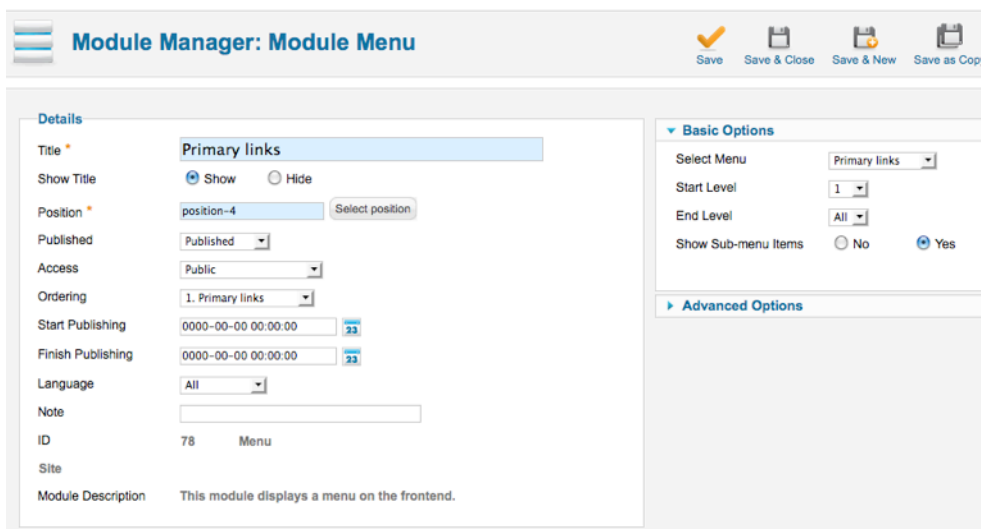 Module Manager: Module Menu
Save
Save & Close
Save & New
Save as Copy
Details
Title *
Primary links
Show Title
Show
Hide
Position *
position-4
Select position
Published
Published
Access
Public
Ordering
1. Primary links
Start Publishing
0000-00-00 00:00:00
23
Finish Publishing
0000-00-00 00:00:00
23
Language
All
Note
ID
78
Menu
Site
Module Description
This module displays a menu on the frontend.
Basic Options
Select Menu
Primary links
Start Level
1
End Level
All
Show Sub-menu Items
No
Yes
Advanced Options